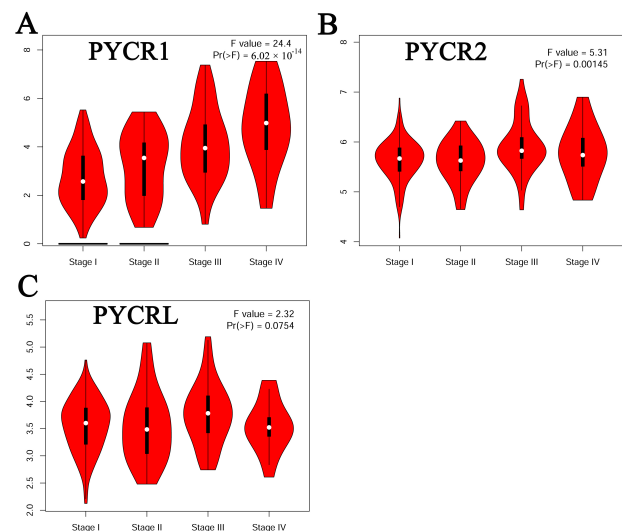 A
PYCR1
F value = 24.4
Pr(>F) = 6.02 × 10⁻¹⁴
8
6
4
2
0
Stage I Stage II Stage III Stage IV
B
PYCR2
F value = 5.31
Pr(>F) = 0.00145
8
7
6
5
4
Stage I Stage II Stage III Stage IV
C
PYCRL
F value = 2.32
Pr(>F) = 0.0754
5.5
5.0
4.5
4.0
3.5
3.0
2.5
2.0
Stage I Stage II Stage III Stage IV